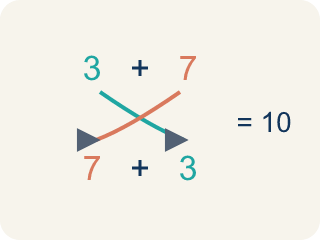 3 + 7
= 10
7 + 3